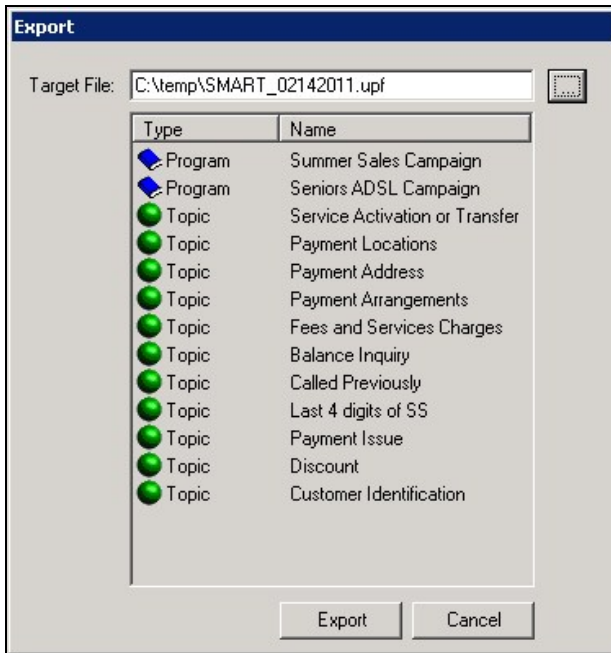 Export
Target File: C:\temp\SMART_02142011.upf ...
Type Name
Program Summer Sales Campaign
Program Seniors ADSL Campaign
Topic Service Activation or Transfer
Topic Payment Locations
Topic Payment Address
Topic Payment Arrangements
Topic Fees and Services Charges
Topic Balance Inquiry
Topic Called Previously
Topic Last 4 digits of SS
Topic Payment Issue
Topic Discount
Topic Customer Identification
Export Cancel